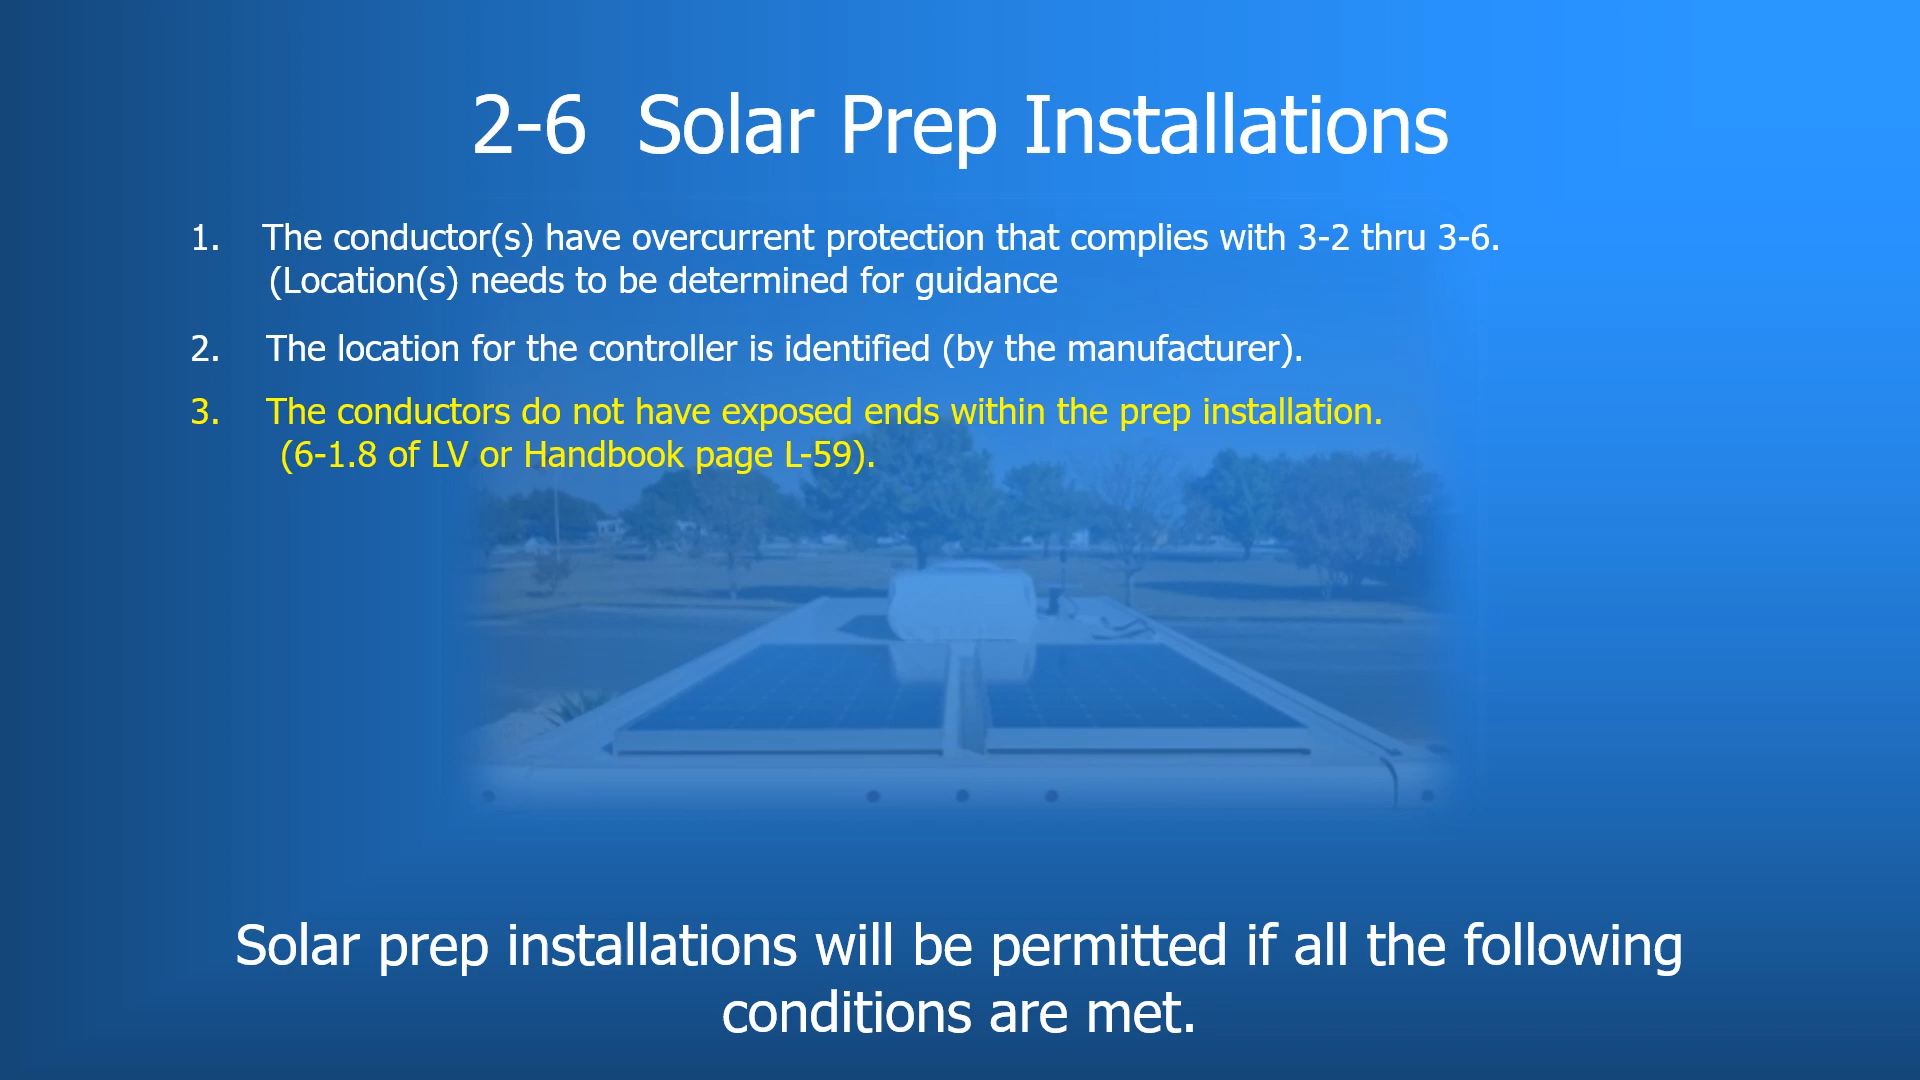 2-6 Solar Prep Installations
1. The conductor(s) have overcurrent protection that complies with 3-2 thru 3-6.
(Location(s) needs to be determined for guidance
2. The location for the controller is identified (by the manufacturer).
3. The conductors do not have exposed ends within the prep installation.
(6-1.8 of LV or Handbook page L-59).
Solar prep installations will be permitted if all the following
conditions are met.